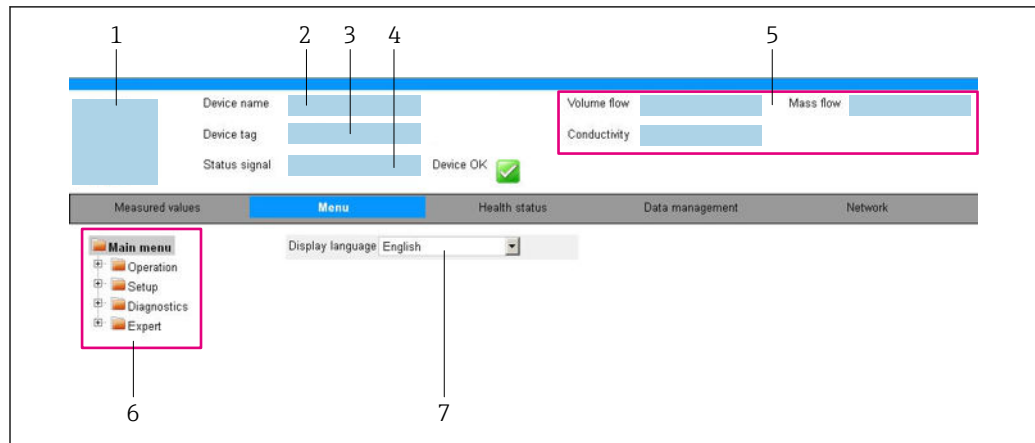 1 2 3 4 5
Device name Volume flow Mass flow
Device tag Conductivity
Status signal Device OK
Measured values Menu Health status Data management Network
Main menu Display language English
Operation
Setup
Diagnostics
Expert
6 7